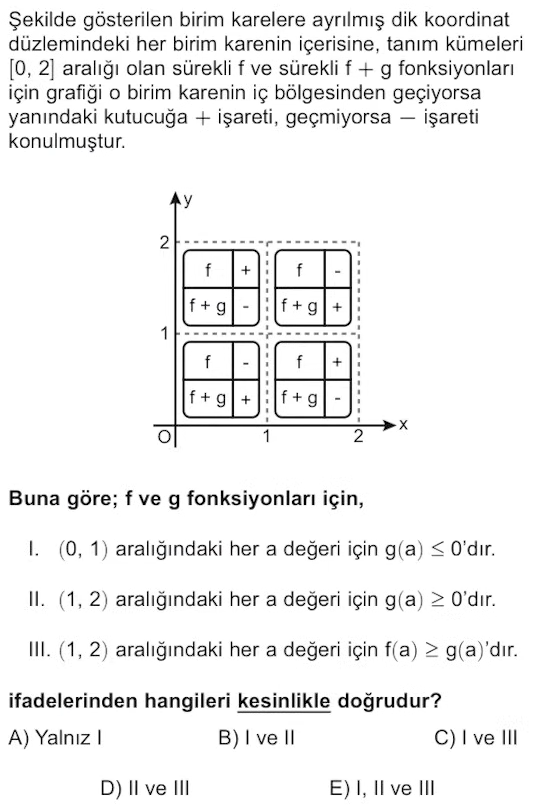 Şekilde gösterilen birim karelere ayrılmış dik koordinat
düzlemindeki her birim karenin içerisine, tanım kümeleri
[0, 2] aralığı olan sürekli f ve sürekli f + g fonksiyonları
için grafiği o birim karenin iç bölgesinden geçiyorsa
yanındaki kutucuğa + işareti, geçmiyorsa — işareti
konulmuştur.
y
2
f + f -
f + g - f + g +
1
f - f +
f + g + f + g -
O 1 2 x
Buna göre; f ve g fonksiyonları için,
I. (0, 1) aralığındaki her a değeri için g(a) ≤ 0'dır.
II. (1, 2) aralığındaki her a değeri için g(a) ≥ 0'dır.
III. (1, 2) aralığındaki her a değeri için f(a) ≥ g(a)'dır.
ifadelerinden hangileri kesinlikle doğrudur?
A) Yalnız I B) I ve II C) I ve III
D) II ve III E) I, II ve III